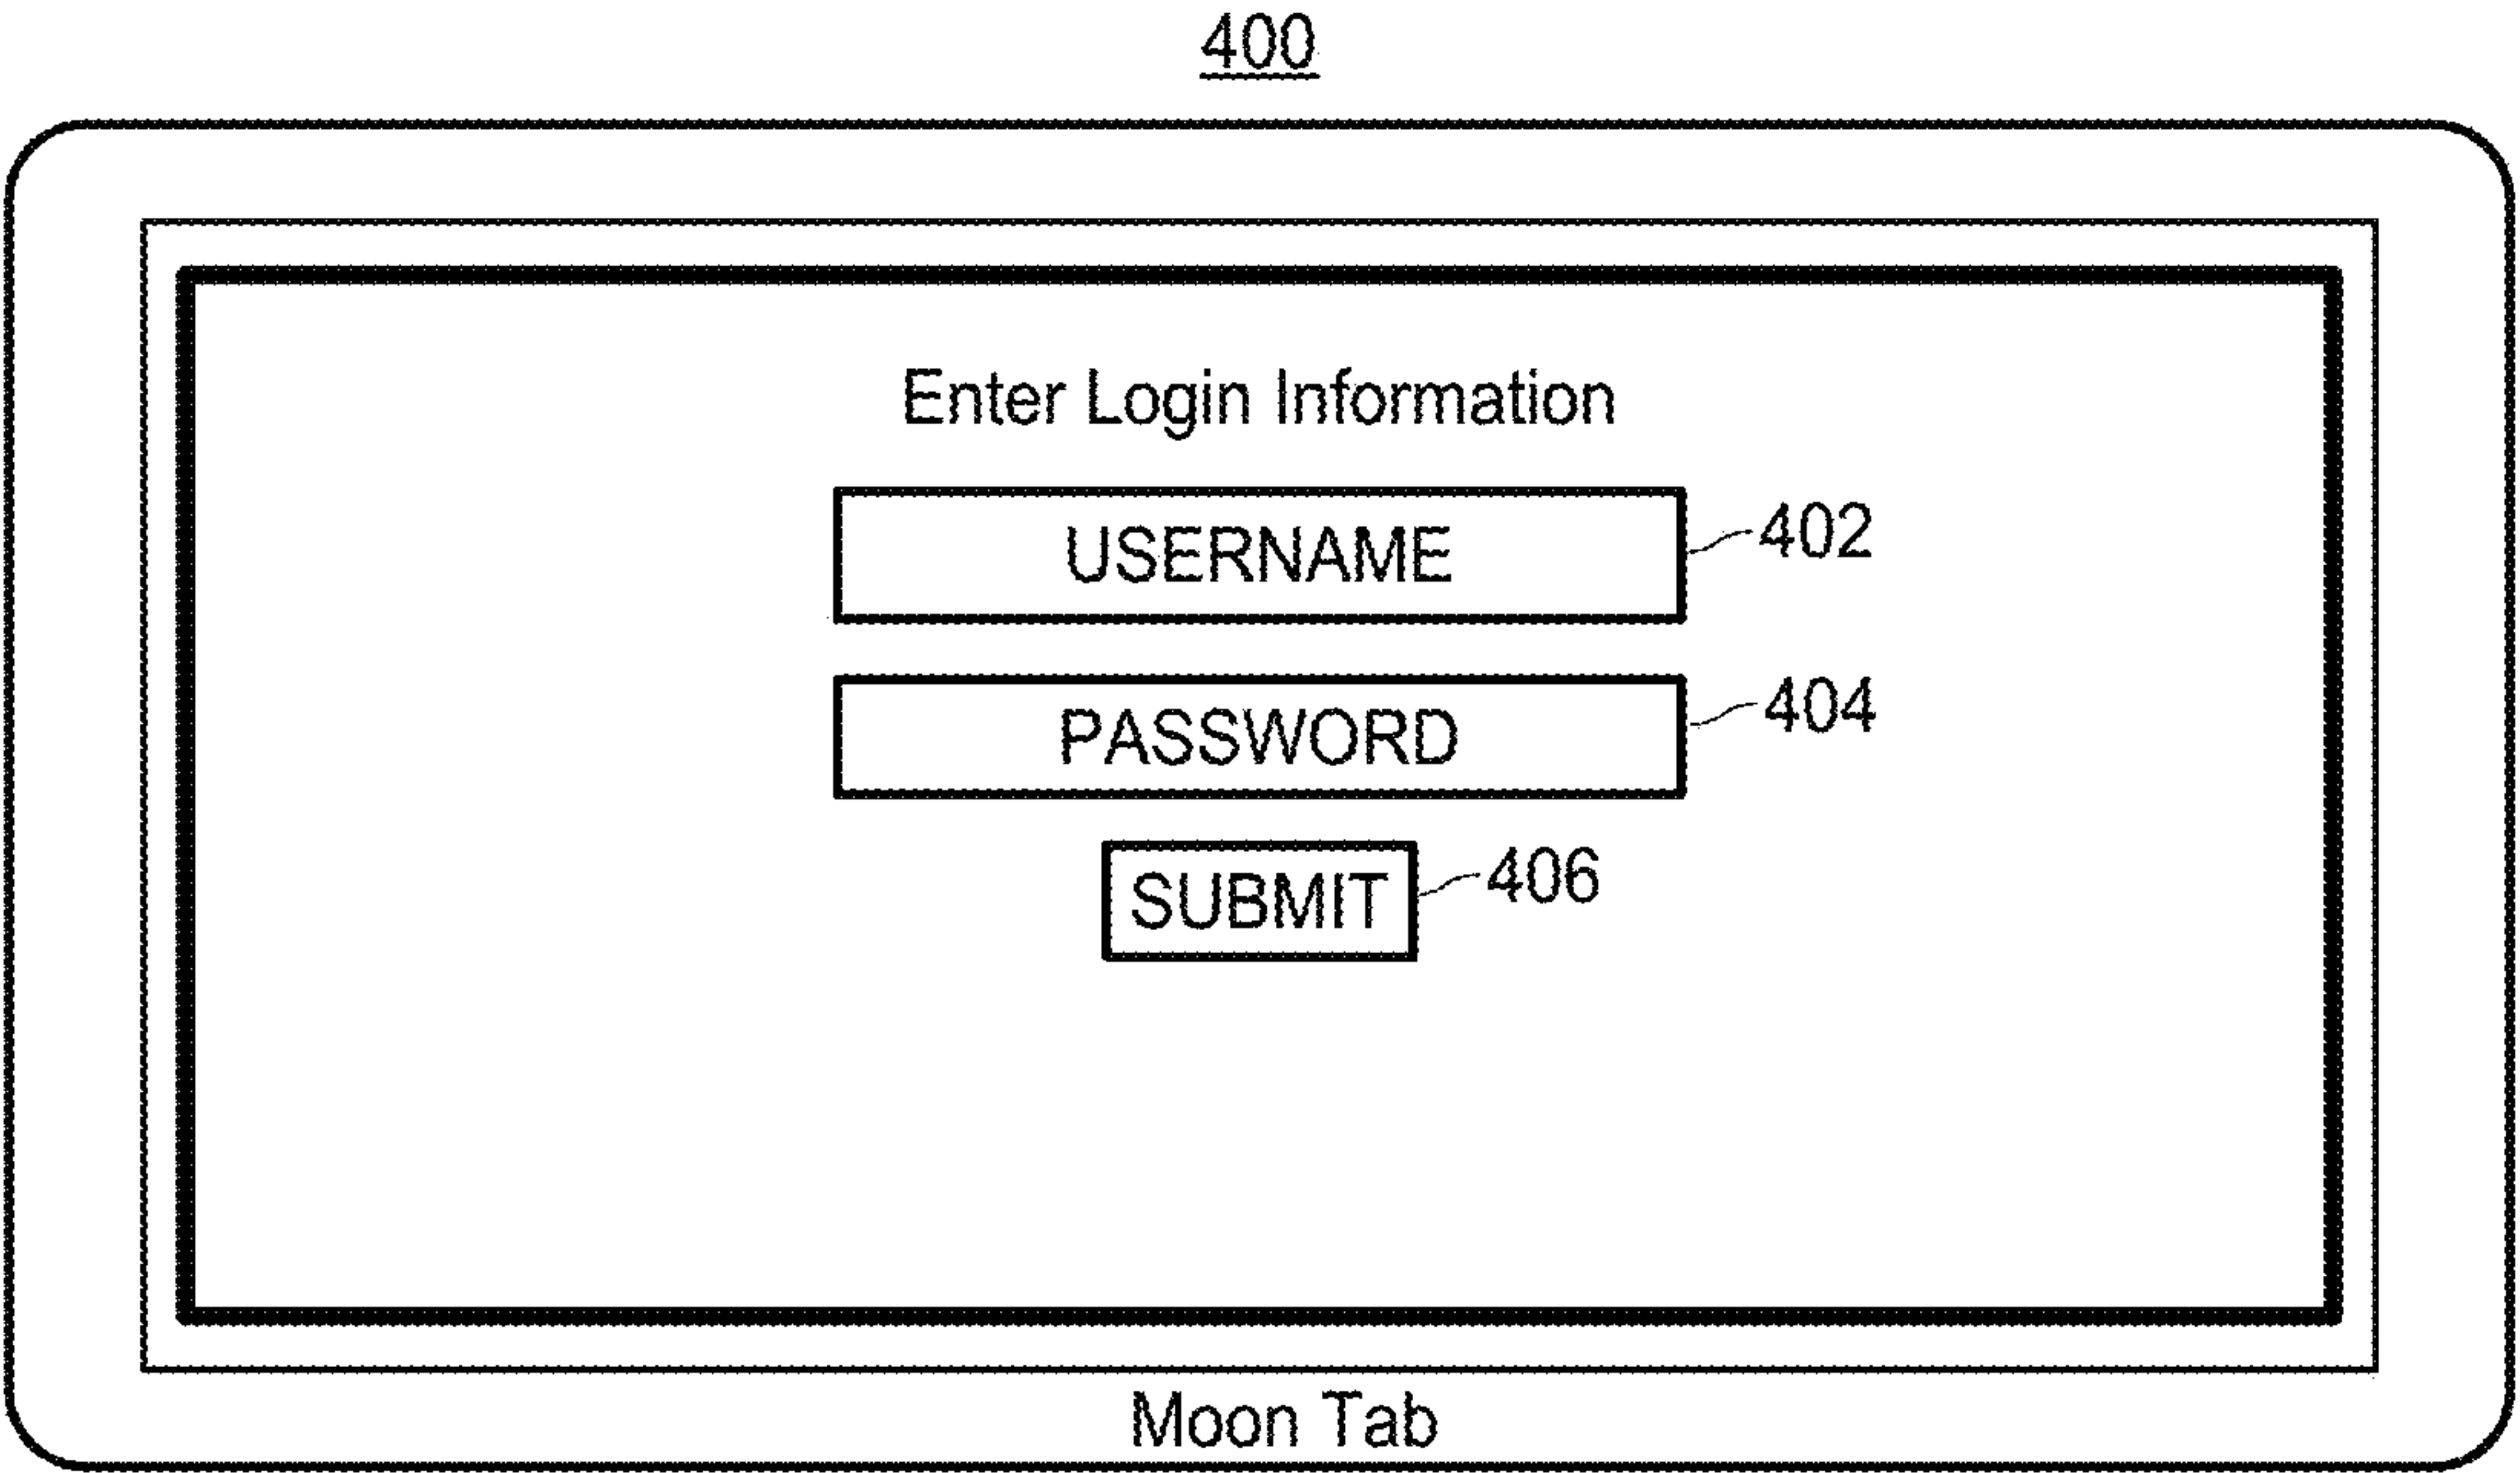 400
Enter Login Information
USERNAME 402
PASSWORD 404
SUBMIT 406
Moon Tab